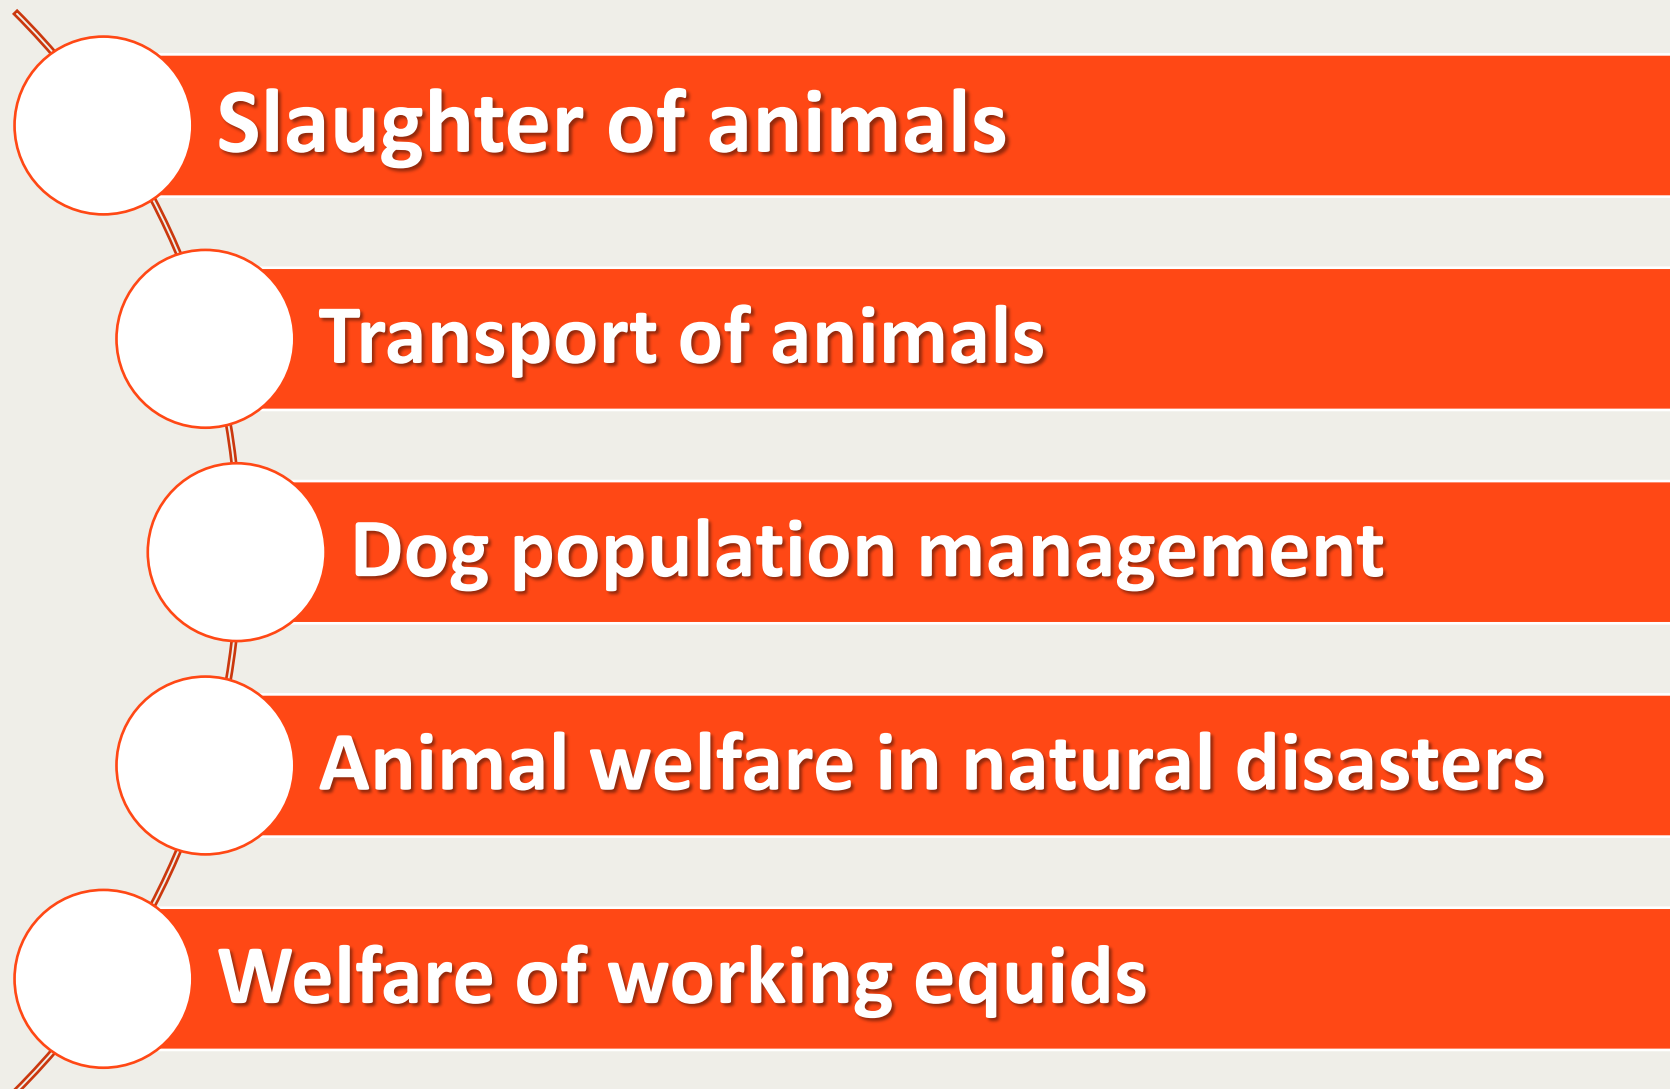 Slaughter of animals
Transport of animals
Dog population management
Animal welfare in natural disasters
Welfare of working equids